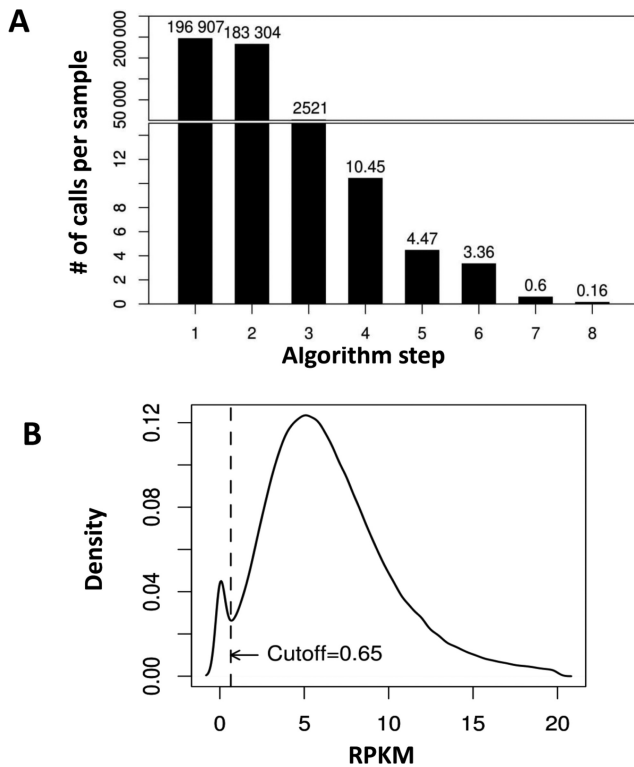 A
# of calls per sample
200 000
50 000
12
8
6
4
2
0
196 907
183 304
2521
10.45
4.47
3.36
0.6
0.16
1 2 3 4 5 6 7 8
Algorithm step
B
Density
0.12
0.08
0.04
0.00
Cutoff=0.65
0 5 10 15 20
RPKM